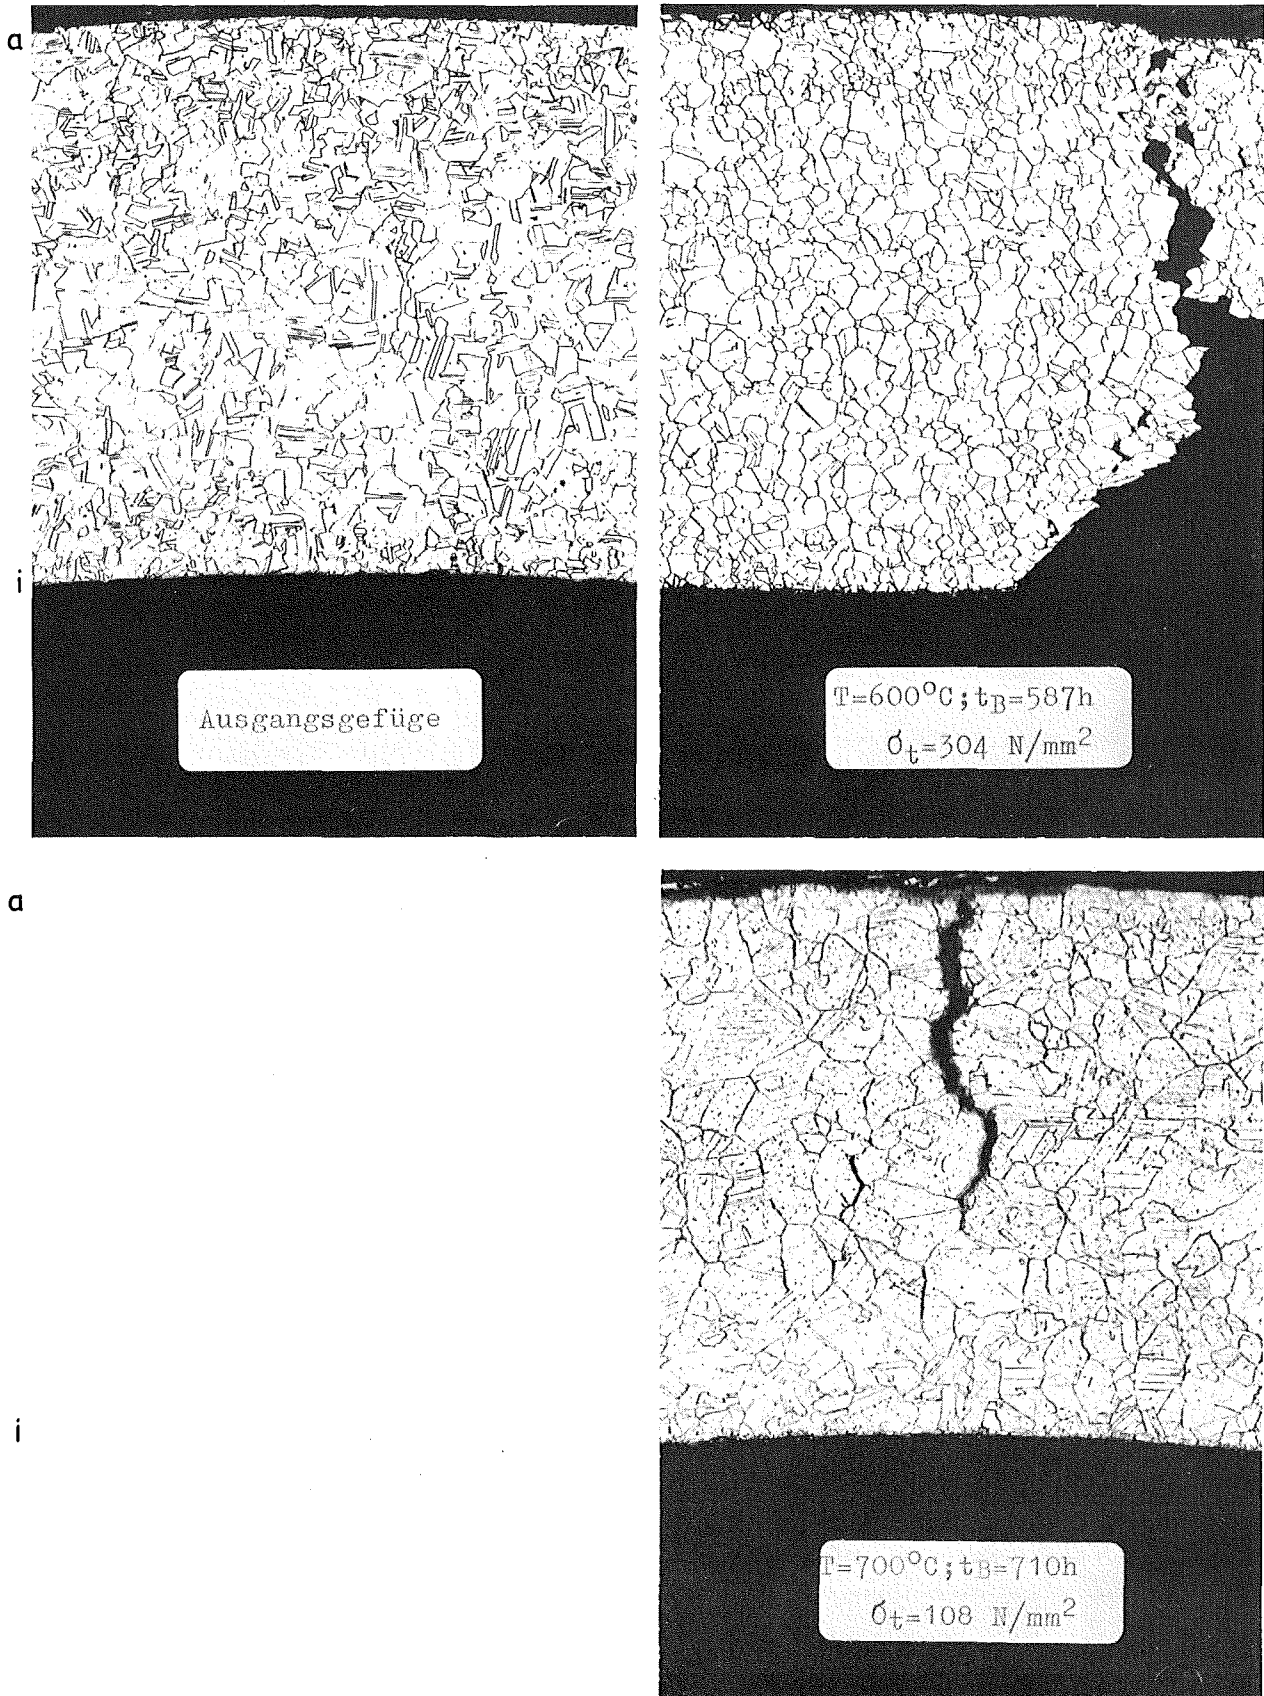 a
i
Ausgangsgefüge
T=600°C;tB=587h
σt=304 N/mm²
a
i
T=700°C;tB=710h
σt=108 N/mm²